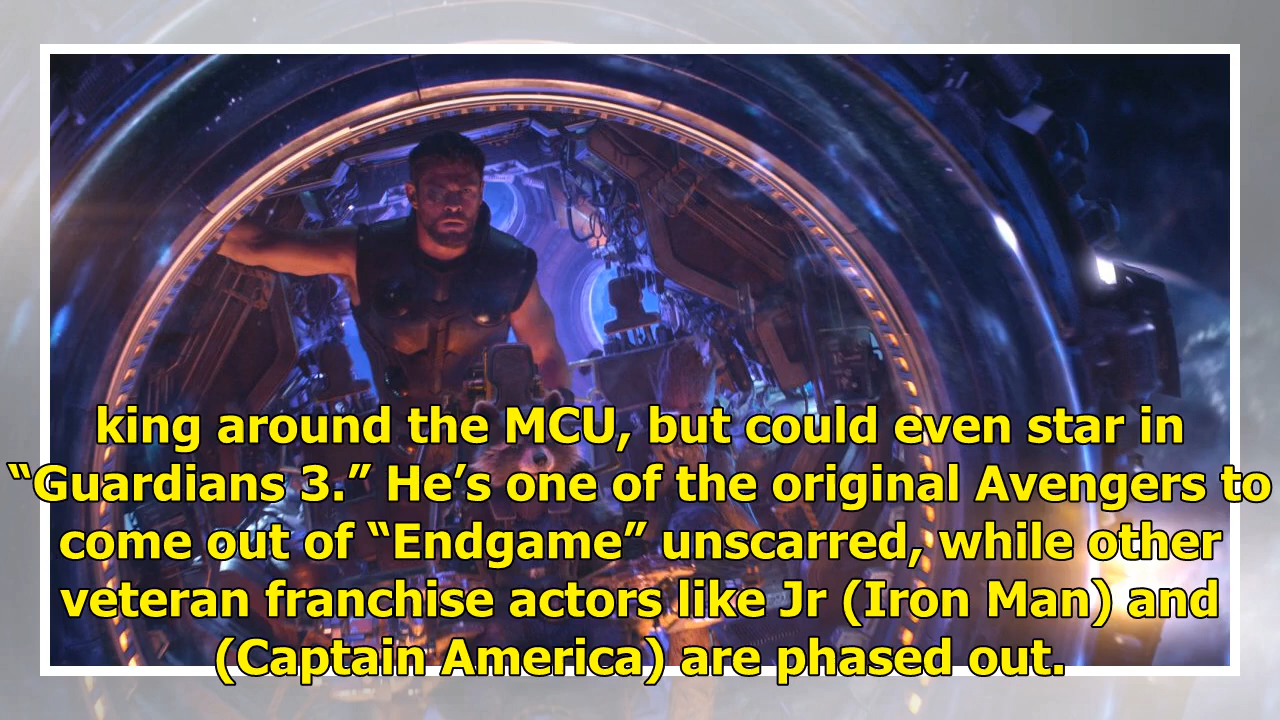 king around the MCU, but could even star in
“Guardians 3.” He’s one of the original Avengers to
come out of “Endgame” unscarred, while other
veteran franchise actors like Jr (Iron Man) and
(Captain America) are phased out.